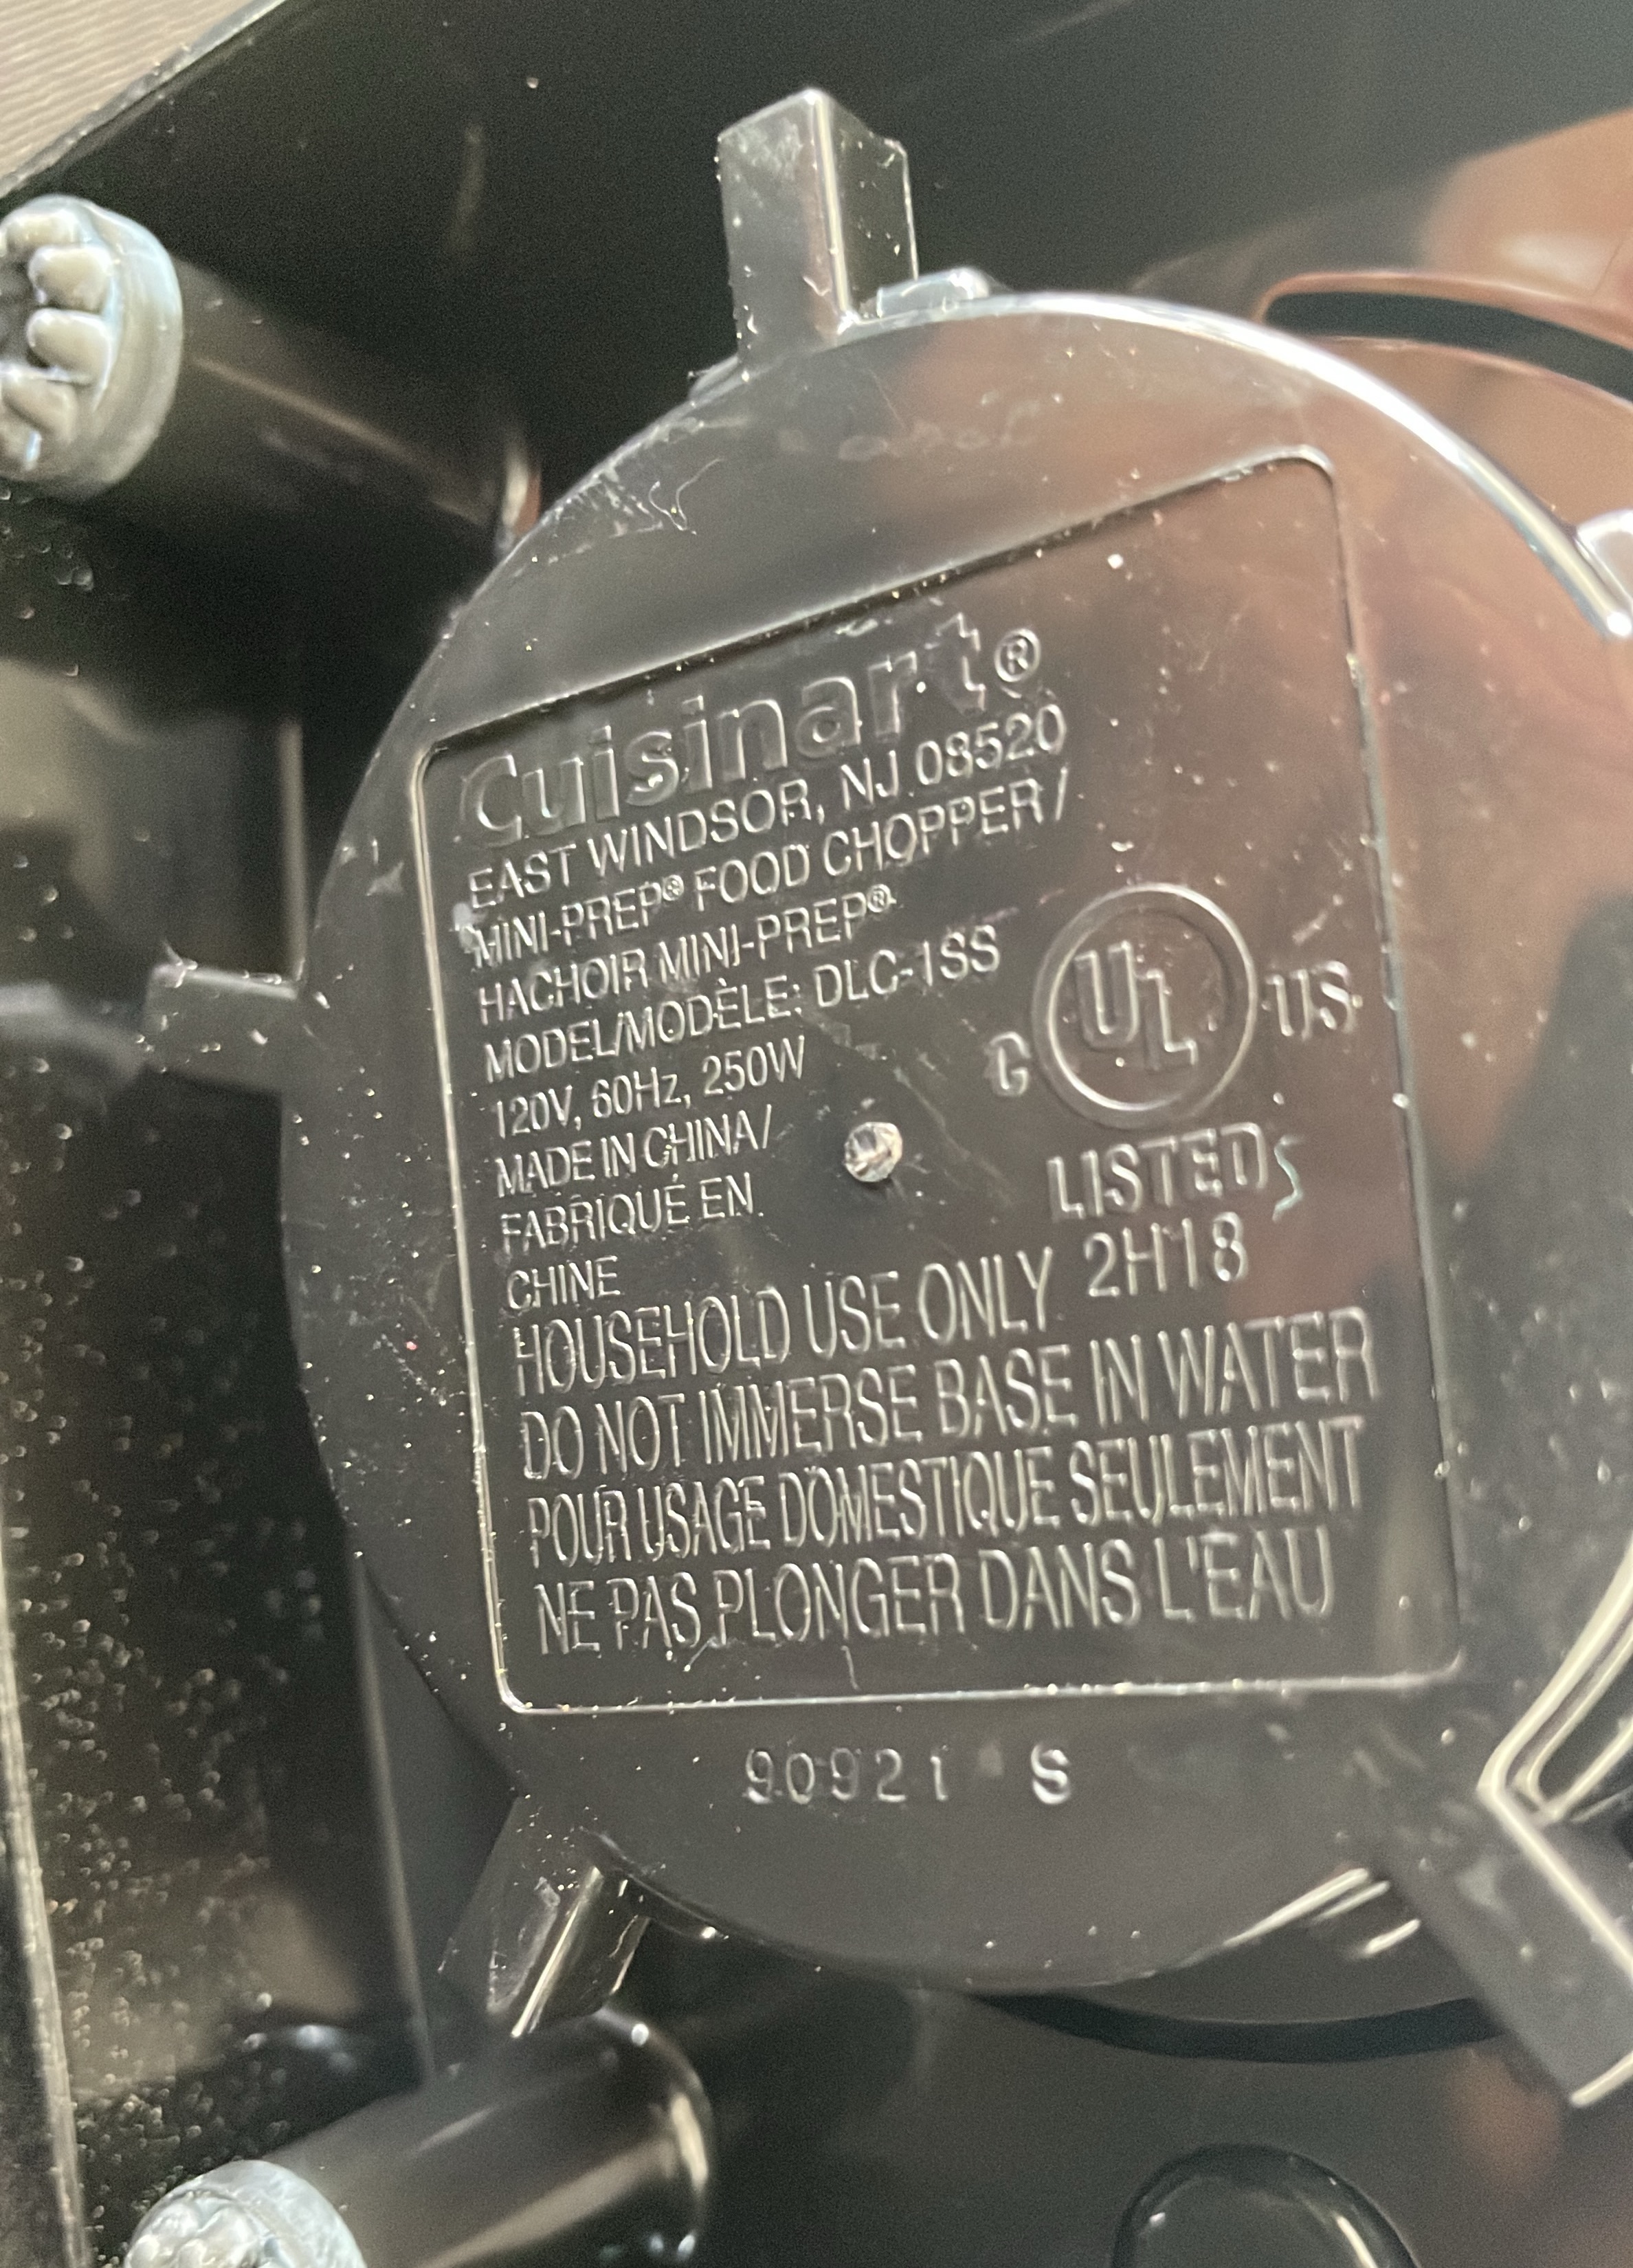 Cuisinart®
EAST WINDSOR, NJ 08520
MINI-PREP® FOOD CHOPPER/
HACHOIR MINI-PREP®
MODEL/MODÈLE: DLC-1SS
120V, 60Hz, 250W
MADE IN CHINA/
FABRIQUÉ EN
CHINE
C UL US
LISTED
2H18
HOUSEHOLD USE ONLY
DO NOT IMMERSE BASE IN WATER
POUR USAGE DOMESTIQUE SEULEMENT
NE PAS PLONGER DANS L'EAU
90921 S